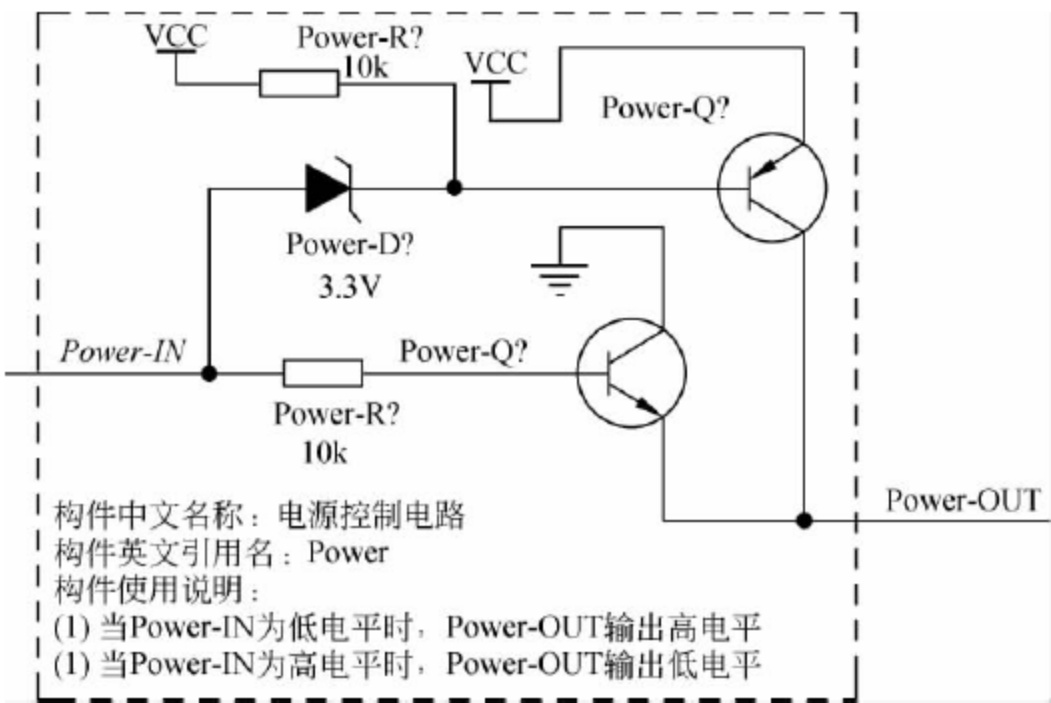 VCC
Power-R?
10k
VCC
Power-Q?
Power-D?
3.3V
Power-IN
Power-Q?
Power-R?
10k
Power-OUT
构件中文名称：电源控制电路
构件英文引用名：Power
构件使用说明：
(1) 当Power-IN为低电平时，Power-OUT输出高电平
(1) 当Power-IN为高电平时，Power-OUT输出低电平